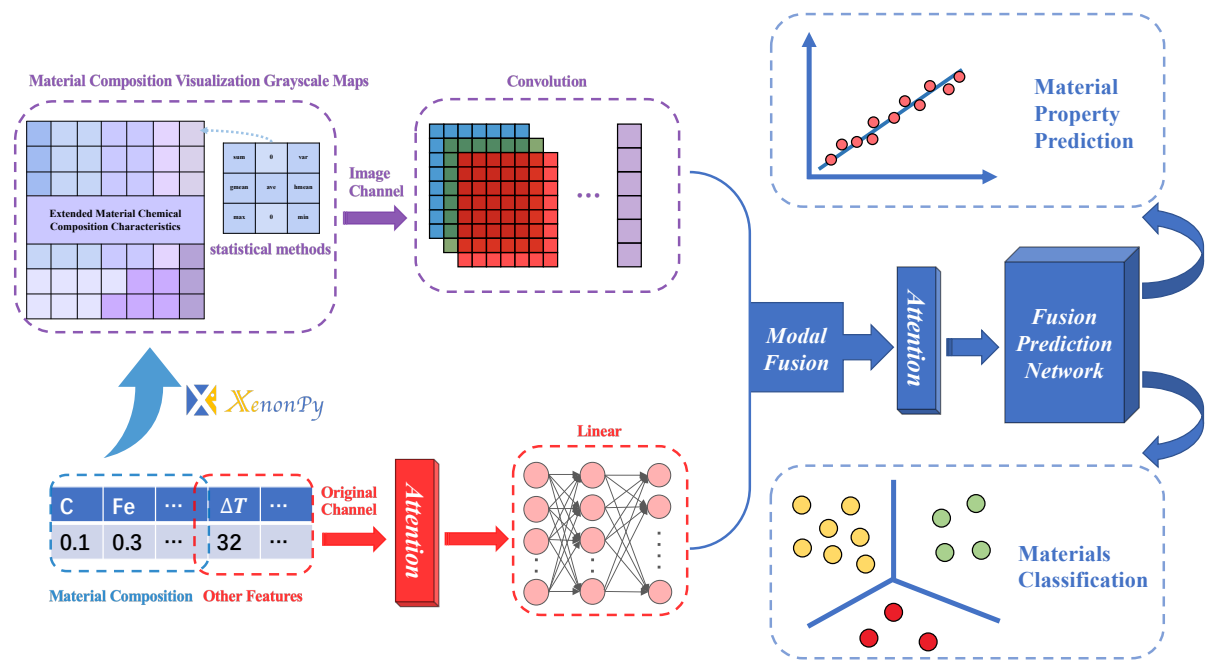 Material Composition Visualization Grayscale Maps
sum 0 var
gmean ave hmean
max 0 min
Extended Material Chemical
Composition Characteristics
statistical methods
Image
Channel
Convolution
...
Material
Property
Prediction
XenonPy
C Fe ... ΔT ...
0.1 0.3 ... 32 ...
Material Composition
Other Features
Original
Channel
Attention
Linear
Modal
Fusion
Attention
Fusion
Prediction
Network
Materials
Classification